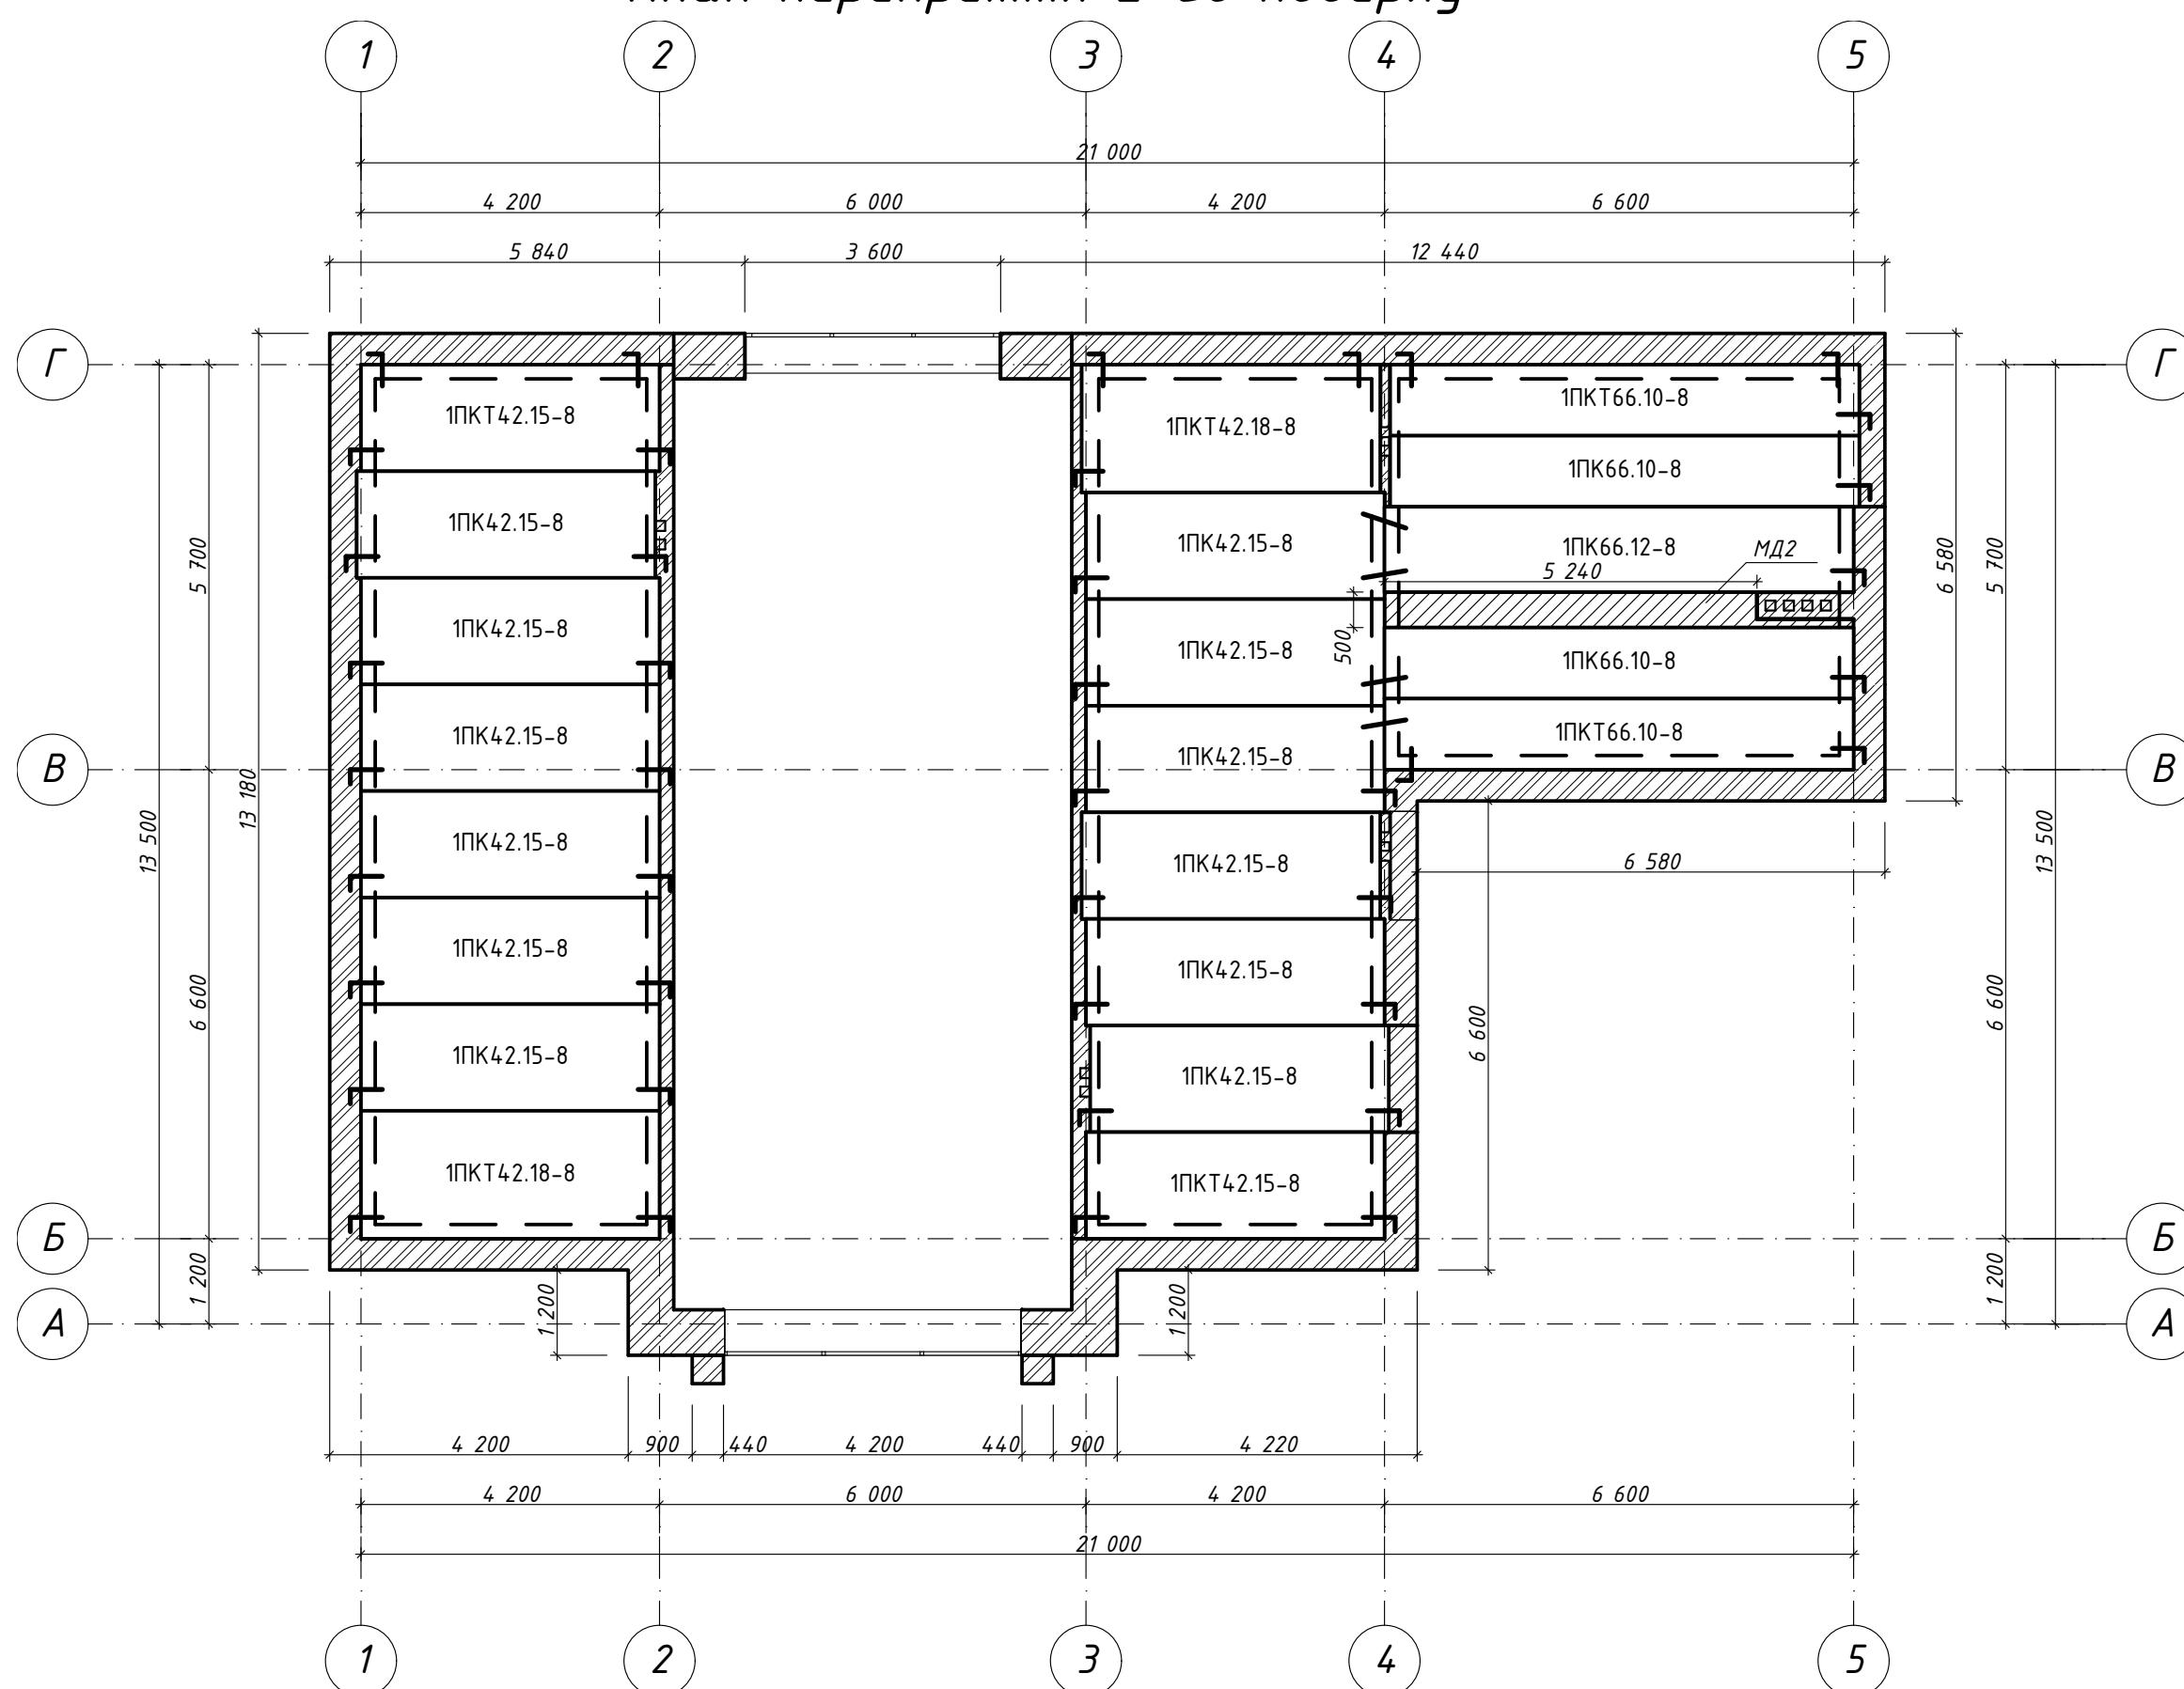 1 2 3 4 5
21 000
4 200 6 000 4 200 6 600
5 840 3 600 12 440
Г Г
1ПКТ42.15-8 1ПКТ42.18-8 1ПКТ66.10-8
1ПК66.10-8
1ПК42.15-8 1ПК42.15-8 1ПК66.12-8 МД2
5 240
5 700 6 580 5 700
1ПК42.15-8 1ПК42.15-8 500 1ПК66.10-8
1ПК42.15-8 1ПК42.15-8 1ПКТ66.10-8
В В
13 500 13 180 13 500
1ПК42.15-8 1ПК42.15-8 6 580
1ПК42.15-8 1ПК42.15-8
6 600 6 600 6 600
1ПК42.15-8 1ПК42.15-8
1ПКТ42.18-8 1ПКТ42.15-8
Б Б
1 200 1 200 1 200 1 200
А А
4 200 900 440 4 200 440 900 4 220
4 200 6 000 4 200 6 600
21 000
1 2 3 4 5